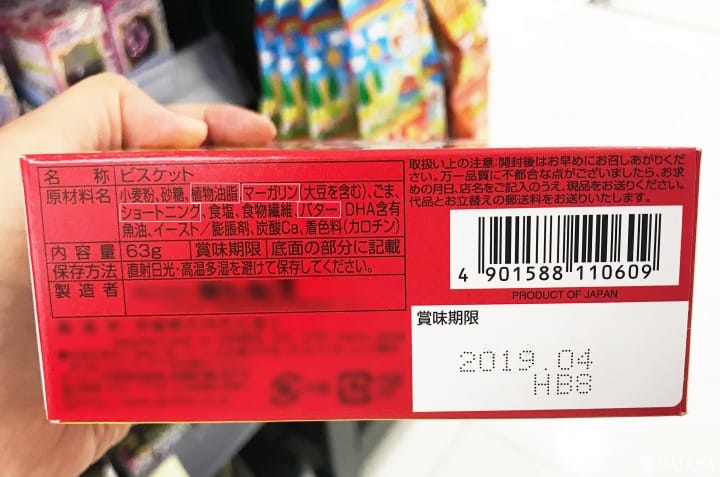 名称 ビスケット
原材料名 小麦粉、砂糖、植物油脂、マーガリン(大豆を含む)、ごま、
ショートニング、食塩、食物繊維、バター、DHA含有
魚油、イースト/膨脹剤、炭酸Ca、着色料(カロチン)
内容量 63g 賞味期限 底面の部分に記載
保存方法 直射日光・高温多湿を避けて保存してください。
製造者
取扱い上の注意:開封後はお早めにお召しあがりくだ
さい。万一品質に不都合な点がございましたら、お求
めの月日、店名をご記入のうえ、現品をお送りください。
代品とお立替えの郵送料をお送りいたします。
4 901588 110609
PRODUCT OF JAPAN
賞味期限
2019.04
HB8